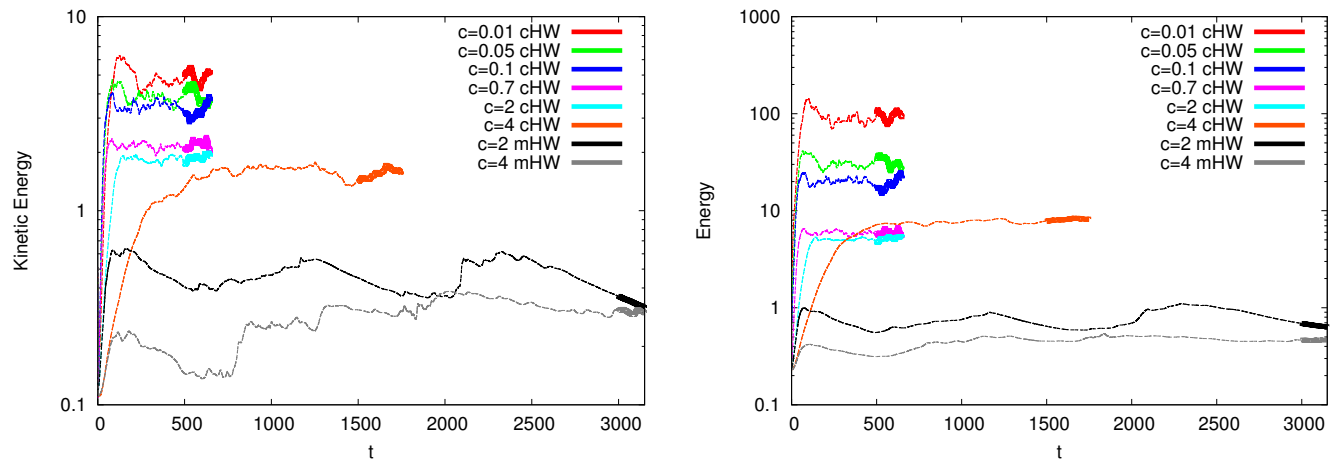 10
1
0.1
0
500
1000
1500
2000
2500
3000
Kinetic Energy
t
c=0.01 cHW
c=0.05 cHW
c=0.1 cHW
c=0.7 cHW
c=2 cHW
c=4 cHW
c=2 mHW
c=4 mHW
1000
100
10
1
0.1
0
500
1000
1500
2000
2500
3000
Energy
t
c=0.01 cHW
c=0.05 cHW
c=0.1 cHW
c=0.7 cHW
c=2 cHW
c=4 cHW
c=2 mHW
c=4 mHW